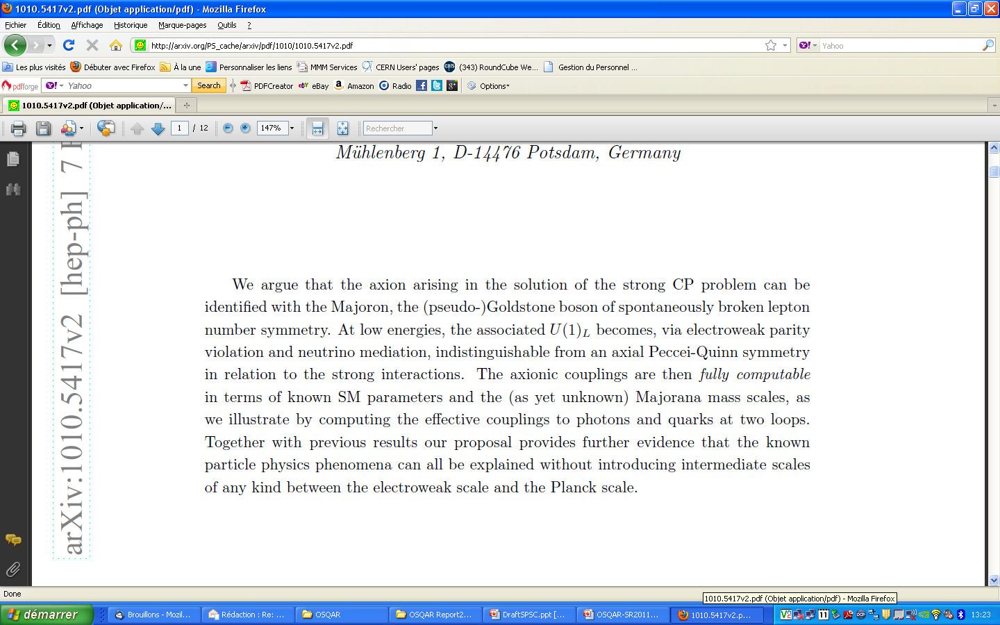 1010.5417v2.pdf (Objet application/pdf) - Mozilla Firefox
Fichier Édition Affichage Historique Marque-pages Outils ?
http://arxiv.org/PS_cache/arxiv/pdf/1010/1010.5417v2.pdf Yahoo
Les plus visités Débuter avec Firefox À la une Personnaliser les liens MMM Services CERN Users' pages (343) RoundCube We... Gestion du Personnel ...
pdfforge Yahoo Search PDFCreator eBay Amazon Radio Options
1010.5417v2.pdf (Objet application/...
1 / 12 147% Rechercher
Mühlenberg 1, D-14476 Potsdam, Germany
arXiv:1010.5417v2 [hep-ph] 7
We argue that the axion arising in the solution of the strong CP problem can be
identified with the Majoron, the (pseudo-)Goldstone boson of spontaneously broken lepton
number symmetry. At low energies, the associated U(1)L becomes, via electroweak parity
violation and neutrino mediation, indistinguishable from an axial Peccei-Quinn symmetry
in relation to the strong interactions. The axionic couplings are then fully computable
in terms of known SM parameters and the (as yet unknown) Majorana mass scales, as
we illustrate by computing the effective couplings to photons and quarks at two loops.
Together with previous results our proposal provides further evidence that the known
particle physics phenomena can all be explained without introducing intermediate scales
of any kind between the electroweak scale and the Planck scale.
Done
1010.5417v2.pdf (Objet application/pdf) - Mozilla Firefox
démarrer Brouillons - Mozil... Rédaction : Re: ... OSQAR OSQAR Report2... DraftSPSC.ppt [... OSQAR-SR2011... 1010.5417v2.p... 13:23